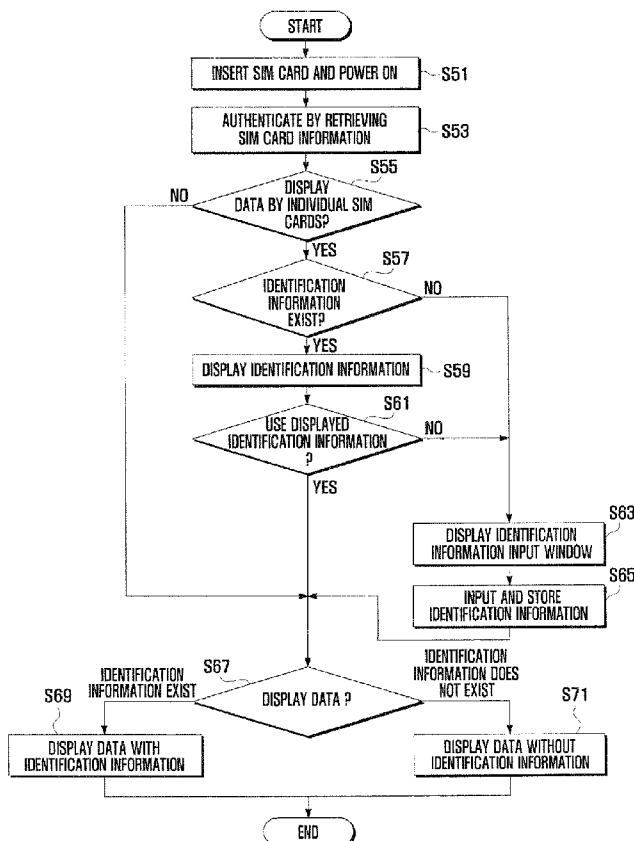 START
INSERT SIM CARD AND POWER ON
S51
AUTHENTICATE BY RETRIEVING
SIM CARD INFORMATION
S53
S55
DISPLAY
DATA BY INDIVIDUAL SIM
CARDS?
NO
YES
S57
IDENTIFICATION
INFORMATION
EXIST?
NO
YES
DISPLAY IDENTIFICATION INFORMATION
S59
S61
USE DISPLAYED
IDENTIFICATION INFORMATION
?
NO
YES
S63
DISPLAY IDENTIFICATION
INFORMATION INPUT WINDOW
S65
INPUT AND STORE
IDENTIFICATION INFORMATION
IDENTIFICATION
INFORMATION EXIST
S67
DISPLAY DATA ?
IDENTIFICATION
INFORMATION DOES
NOT EXIST
S69
DISPLAY DATA WITH
IDENTIFICATION INFORMATION
S71
DISPLAY DATA WITHOUT
IDENTIFICATION INFORMATION
END